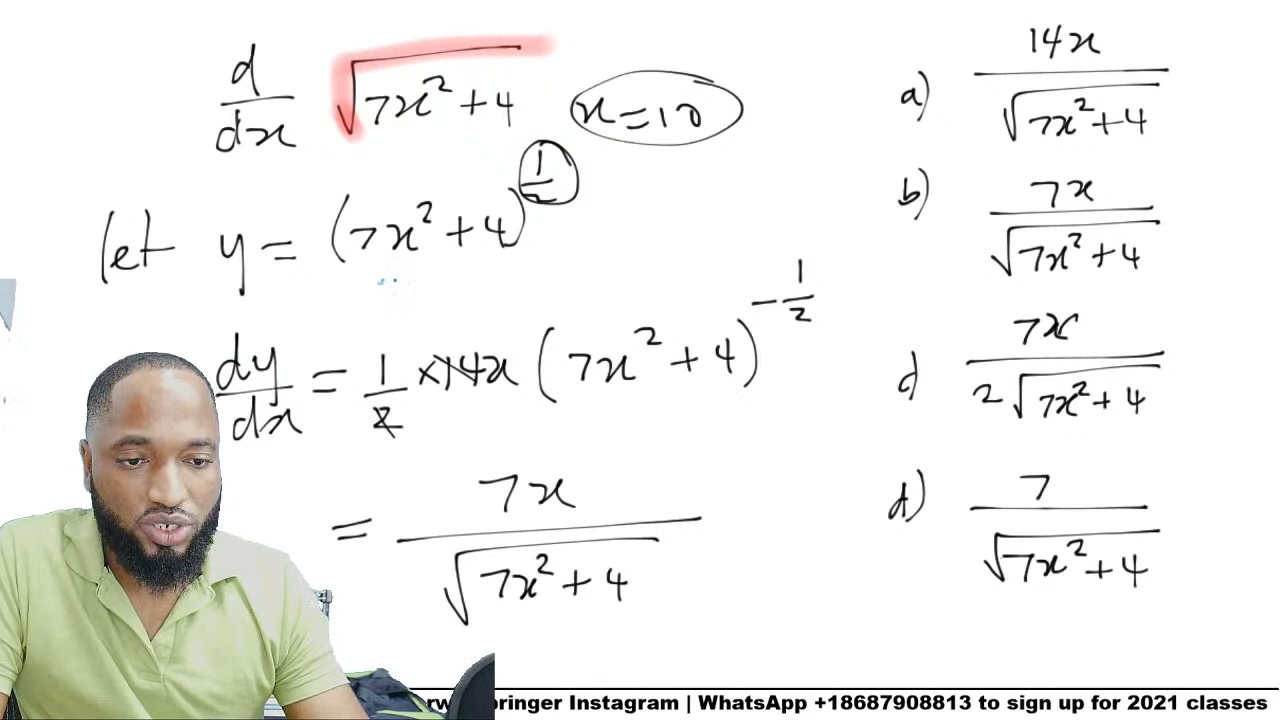 d/dx √(7x² + 4) x = 10
let y = (7x² + 4)^(1/2)
dy/dx = 1/2 × 14x (7x² + 4)^(-1/2)
= 7x / √(7x² + 4)
a) 14x / √(7x² + 4)
b) 7x / √(7x² + 4)
c) 7x / 2√(7x² + 4)
d) 7 / √(7x² + 4)
Instagram | WhatsApp +18687908813 to sign up for 2021 classes